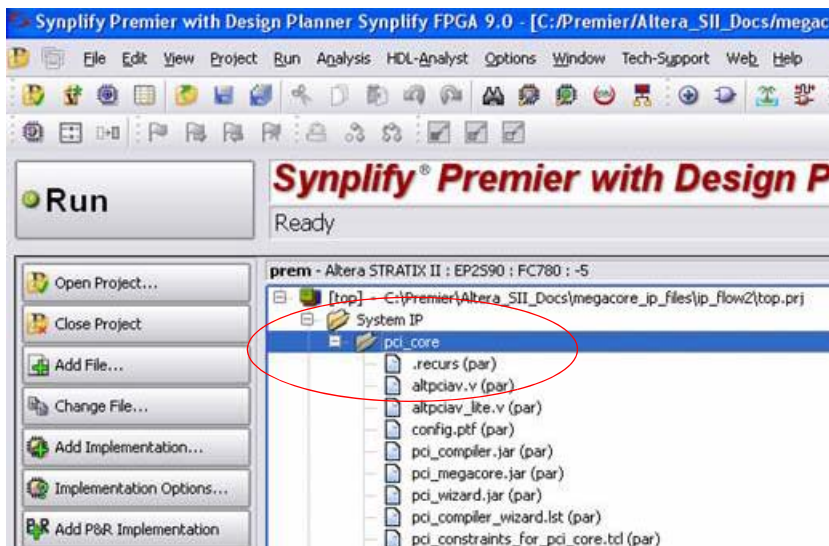 Synplify Premier with Design Planner Synplify FPGA 9.0 - [C:/Premier/Altera_SII_Docs/megac
File Edit View Project Run Analysis HDL-Analyst Options Window Tech-Support Web Help
Run
Synplify® Premier with Design P
Ready
Open Project...
Close Project
Add File...
Change File...
Add Implementation...
Implementation Options...
Add P&R Implementation
prem - Altera STRATIX II : EP2S90 : FC780 : -5
[top] - C:\Premier\Altera_SII_Docs\megacore_ip_files\ip_flow2\top.prj
System IP
pci_core
.recurs (par)
altpciav.v (par)
altpciav_lite.v (par)
config.ptf (par)
pci_compiler.jar (par)
pci_megacore.jar (par)
pci_wizard.jar (par)
pci_compiler_wizard.lst (par)
pci_constraints_for_pci_core.tcl (par)